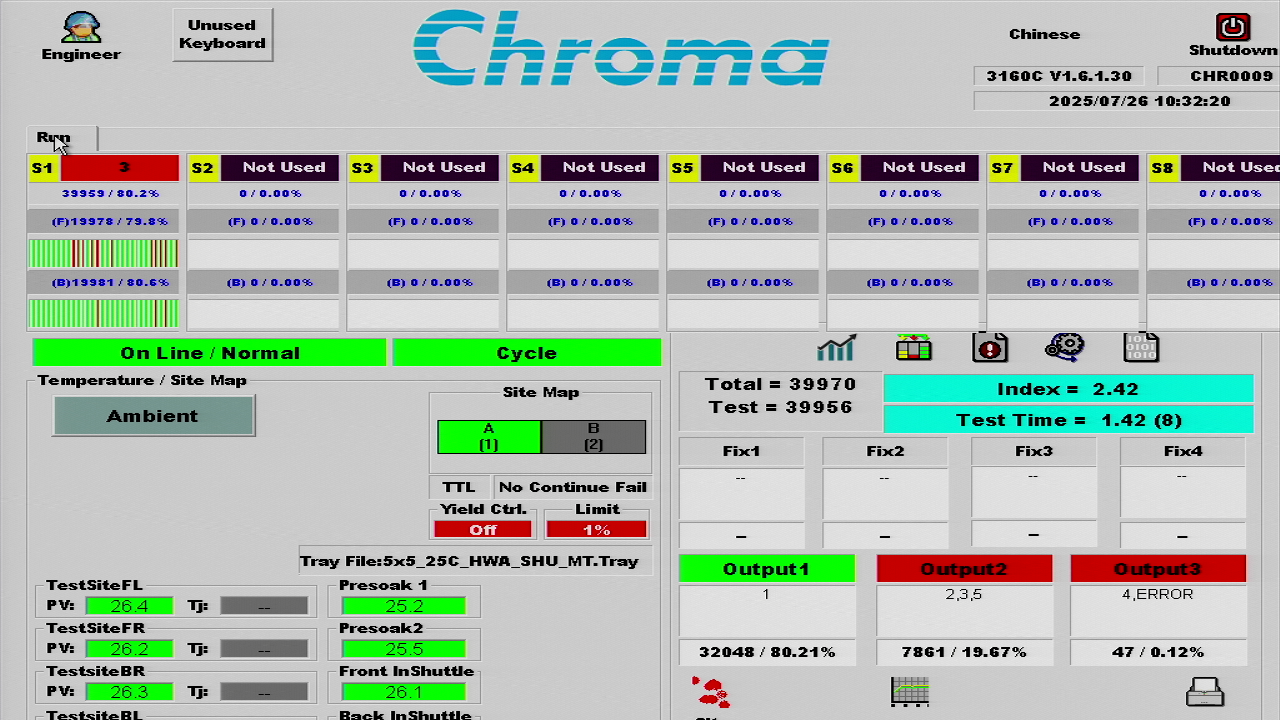 Engineer
Unused
Keyboard
Chroma
Chinese
Shutdown
3160C V1.6.1.30
CHR0009
2025/07/26 10:32:20
Run
S1 3 S2 Not Used S3 Not Used S4 Not Used S5 Not Used S6 Not Used S7 Not Used S8 Not Used
39959 / 80.2% 0 / 0.00% 0 / 0.00% 0 / 0.00% 0 / 0.00% 0 / 0.00% 0 / 0.00% 0 / 0.00%
(F)19978 / 79.8% (F) 0 / 0.00% (F) 0 / 0.00% (F) 0 / 0.00% (F) 0 / 0.00% (F) 0 / 0.00% (F) 0 / 0.00% (F) 0 / 0.00%
(B)19981 / 80.6% (B) 0 / 0.00% (B) 0 / 0.00% (B) 0 / 0.00% (B) 0 / 0.00% (B) 0 / 0.00% (B) 0 / 0.00% (B) 0 / 0.00%
On Line / Normal Cycle
Temperature / Site Map
Ambient
Site Map
A B
(1) (2)
TTL No Continue Fail
Yield Ctrl. Limit
Off 1%
Tray File:5x5_25C_HWA_SHU_MT.Tray
TestSiteFL
PV: 26.4 Tj: --
TestSiteFR
PV: 26.2 Tj: --
TestsiteBR
PV: 26.3 Tj: --
TestsiteBL
Presoak 1
25.2
Presoak2
25.5
Front InShuttle
26.1
Back InShuttle
Total = 39970
Test = 39956
Index = 2.42
Test Time = 1.42 (8)
Fix1 Fix2 Fix3 Fix4
-- -- -- --
-- -- -- --
Output1 Output2 Output3
1 2,3,5 4,ERROR
32048 / 80.21% 7861 / 19.67% 47 / 0.12%